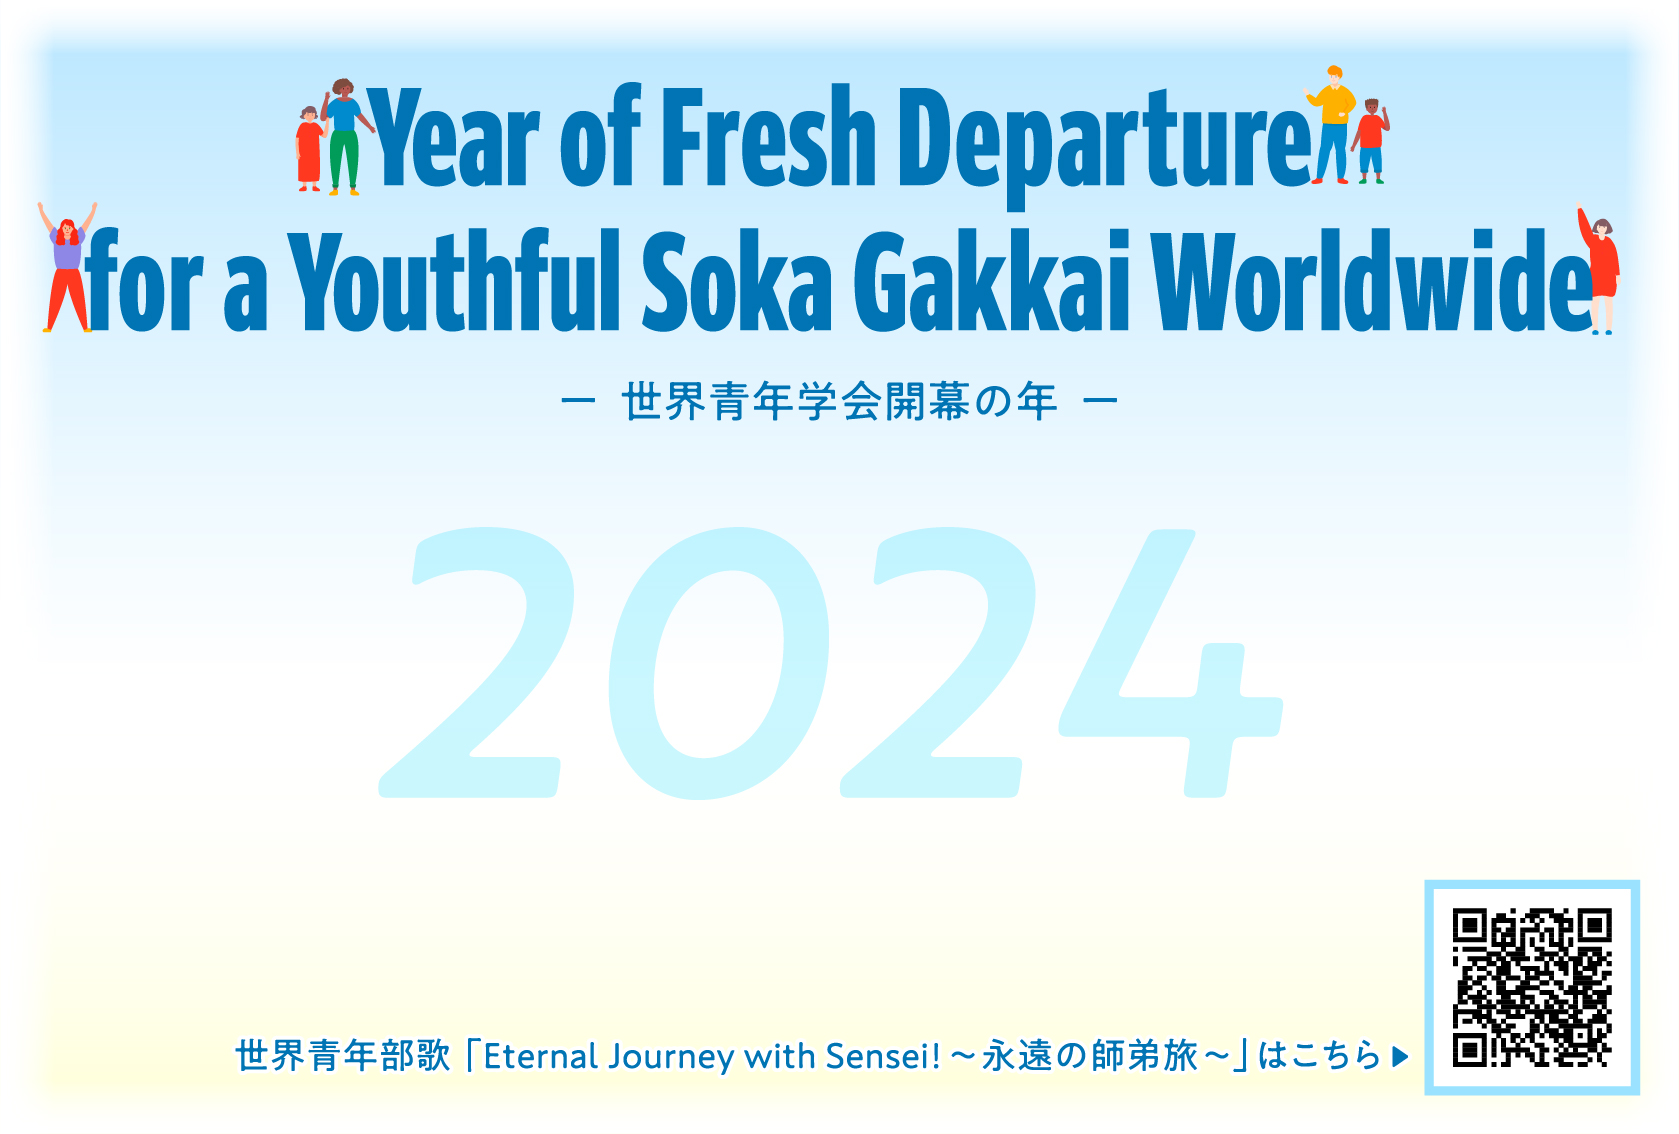 Year of Fresh Departure
for a Youthful Soka Gakkai Worldwide
― 世界青年学会開幕の年 ―
2024
世界青年部歌「Eternal Journey with Sensei!～永遠の師弟旅～」はこちら▶